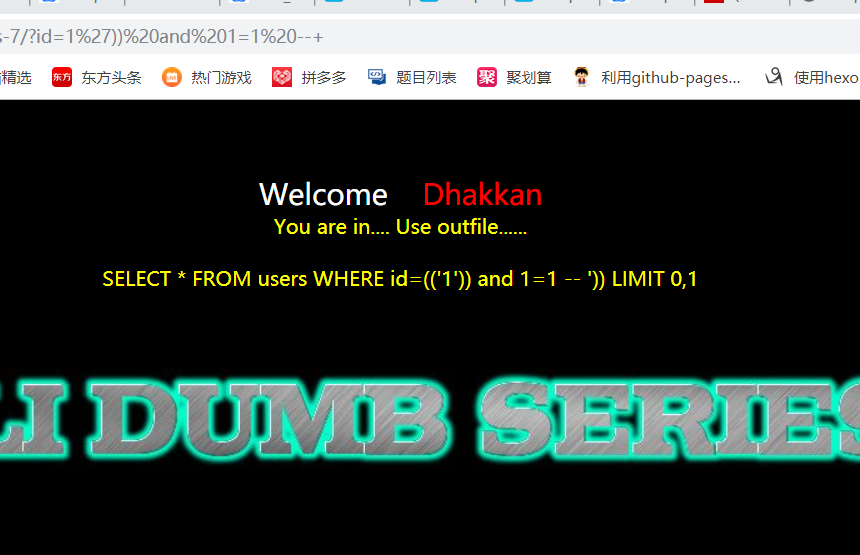 s-7/?id=1%27))%20and%201=1%20--+
精选 东方 东方头条 热门游戏 拼多多 题目列表 聚 聚划算 利用github-pages... 使用hexo
Welcome Dhakkan
You are in.... Use outfile......
SELECT * FROM users WHERE id=(('1')) and 1=1 -- ')) LIMIT 0,1
LI DUMB SERIES